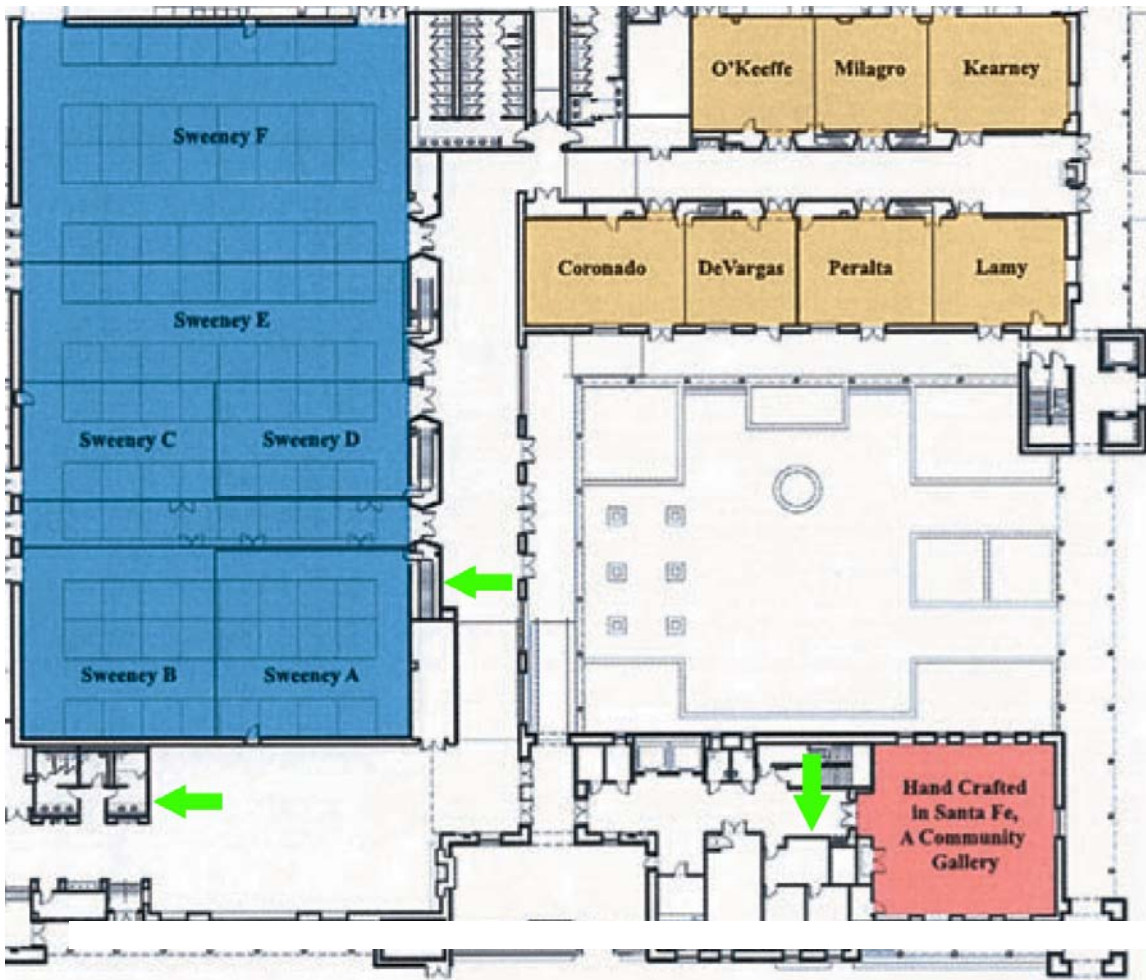 O'Keeffe
Milagro
Kearney
Sweeney F
Coronado
DeVargas
Peralta
Lamy
Sweeney E
Sweeney C
Sweeney D
Sweeney B
Sweeney A
Hand Crafted
in Santa Fe,
A Community
Gallery